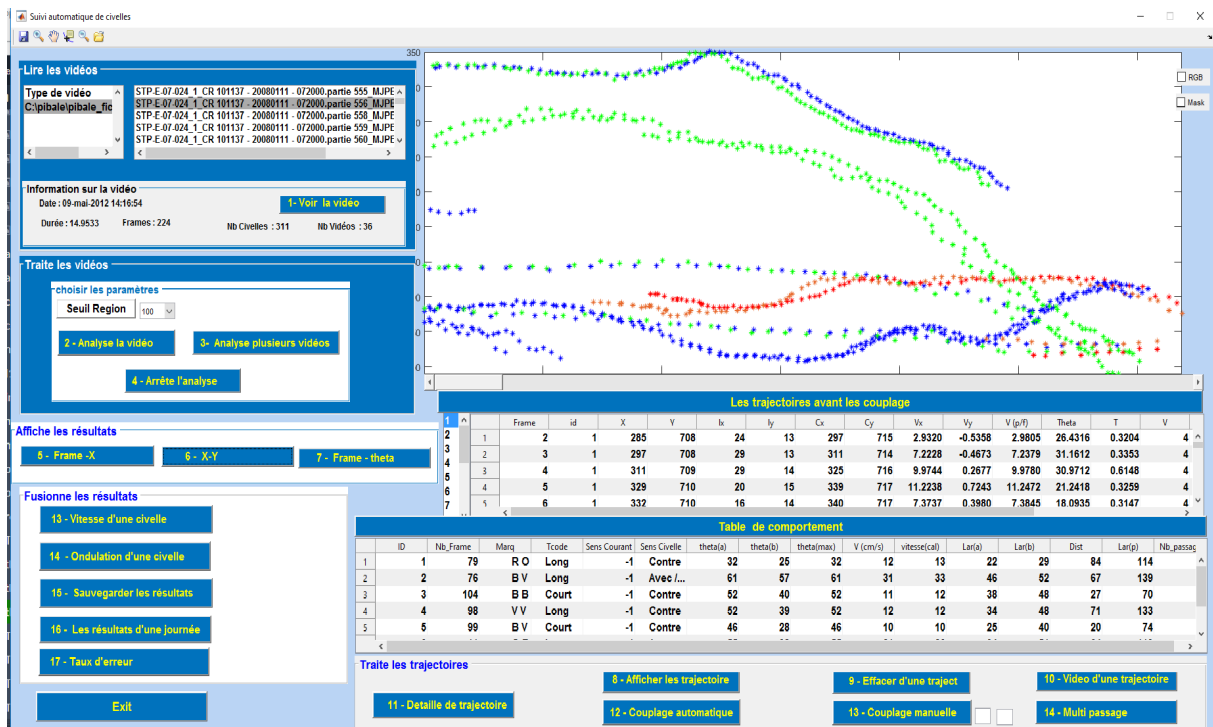 Suivi automatique de civelles
Lire les vidéos
Type de vidéo
C:\pibale\pibale_fic
STP-E-07-024_1_CR 101137 - 20080111 - 072000.partie 555_MJPE
STP-E-07-024_1_CR 101137 - 20080111 - 072000.partie 556_MJPE
STP-E-07-024_1_CR 101137 - 20080111 - 072000.partie 558_MJPE
STP-E-07-024_1_CR 101137 - 20080111 - 072000.partie 559_MJPE
STP-E-07-024_1_CR 101137 - 20080111 - 072000.partie 560_MJPE
Information sur la vidéo
Date : 09-mai-2012 14:16:54
1- Voir la vidéo
Durée : 14.9533 Frames : 224 Nb Civelles : 311 Nb Vidéos : 36
Traite les vidéos
choisir les paramètres
Seuil Region 100
2 - Analyse la vidéo 3- Analyse plusieurs vidéos
4 - Arrête l'analyse
350
RGB
Mask
Affiche les résultats
5 - Frame -X 6 - X-Y 7 - Frame - theta
Les trajectoires avant les couplage
1
2
3
4
5
6
7
Frame id X Y lx ly Cx Cy Vx Vy V (p/f) Theta T V
1 2 1 285 708 24 13 297 715 2.9320 -0.5358 2.9805 26.4316 0.3204 4
2 3 1 297 708 29 13 311 714 7.2228 -0.4673 7.2379 31.1612 0.3353 4
3 4 1 311 709 29 14 325 716 9.9744 0.2677 9.9780 30.9712 0.6148 4
4 5 1 329 710 20 15 339 717 11.2238 0.7243 11.2472 21.2418 0.3259 4
5 6 1 332 710 16 14 340 717 7.3737 0.3980 7.3845 18.0935 0.3147 4
Fusionne les résultats
13 - Vitesse d'une civelle
14 - Ondulation d'une civelle
15 - Sauvegarder les résultats
16 - Les résultats d'une journée
17 - Taux d'erreur
Exit
Table de comportement
ID Nb_Frame Marq Tcode Sens Courant Sens Civelle theta(a) theta(b) theta(max) V (cm/s) vitesse(cal) Lar(a) Lar(b) Dist Lar(p) Nb_passag
1 1 79 R O Long -1 Contre 32 25 32 12 13 22 29 84 114
2 2 76 B V Long -1 Avec /... 61 57 61 31 33 46 52 67 139
3 3 104 B B Court -1 Contre 52 40 52 11 12 38 48 27 70
4 4 98 V V Long -1 Contre 52 39 52 12 12 34 48 71 133
5 5 99 B V Court -1 Contre 46 28 46 10 10 25 40 20 74
Traite les trajectoires
8 - Afficher les trajectoire 9 - Effacer d'une traject 10 - Video d'une trajectoire
11 - Detaille de trajectoire 12 - Couplage automatique 13 - Couplage manuelle 14 - Multi passage